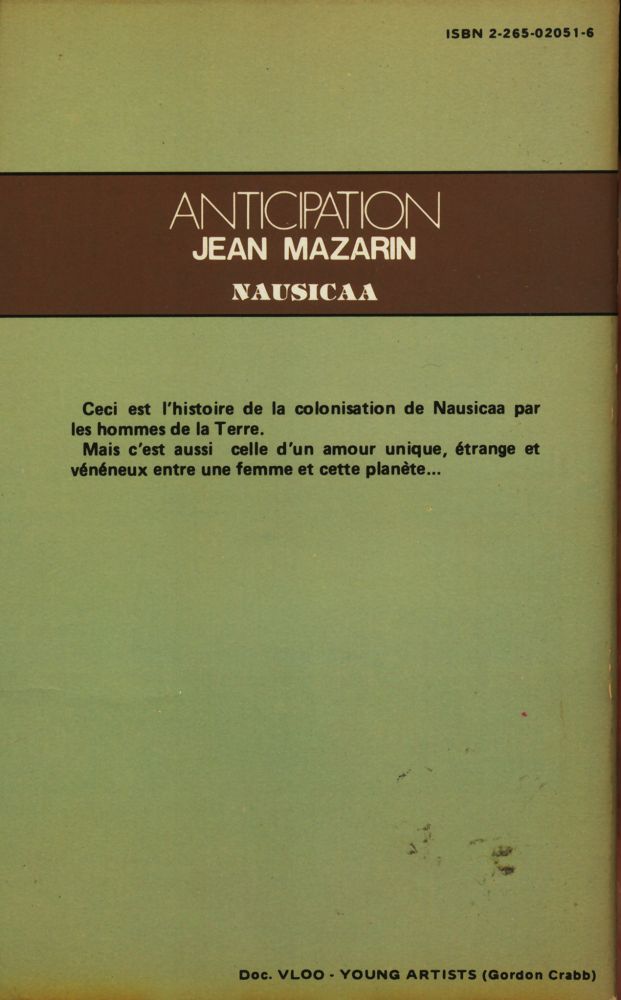 ISBN 2-265-02051-6
ANTICIPATION
JEAN MAZARIN
NAUSICAA
Ceci est l'histoire de la colonisation de Nausicaa par
les hommes de la Terre.
Mais c'est aussi celle d'un amour unique, étrange et
vénéneux entre une femme et cette planète...
Doc. VLOO - YOUNG ARTISTS (Gordon Crabb)